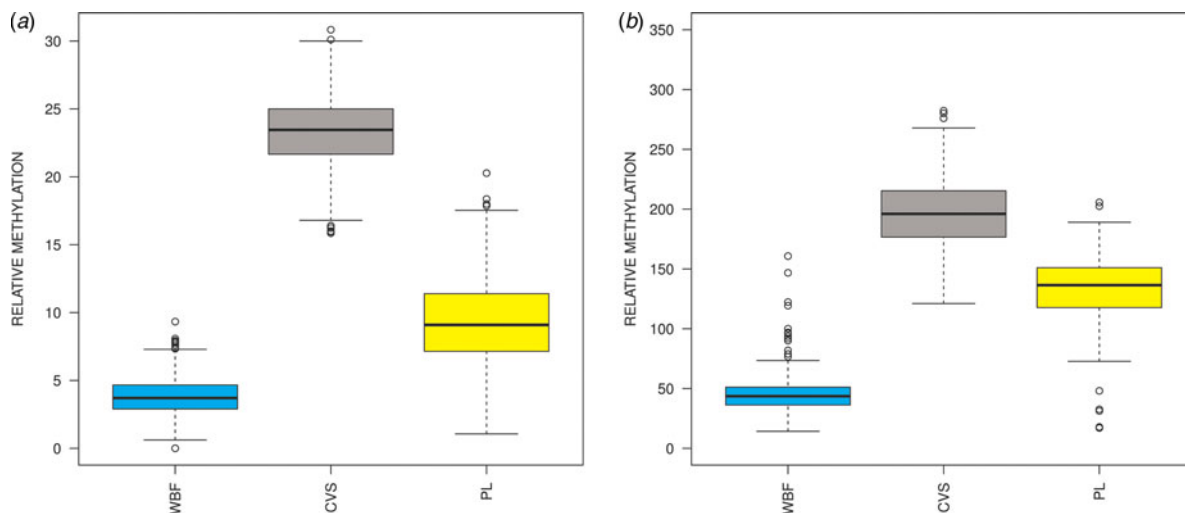 (a)
RELATIVE METHYLATION
30
25
20
15
10
5
0
WBF
CVS
PL
(b)
RELATIVE METHYLATION
350
300
250
200
150
100
50
0
WBF
CVS
PL